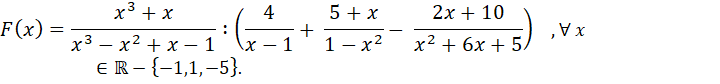 F(x) = (x³ + x)/(x³ − x² + x − 1) : (4/(x − 1) + (5 + x)/(1 − x²) − (2x + 10)/(x² + 6x + 5)) , ∀ x
∈ ℝ − {−1,1,−5}.